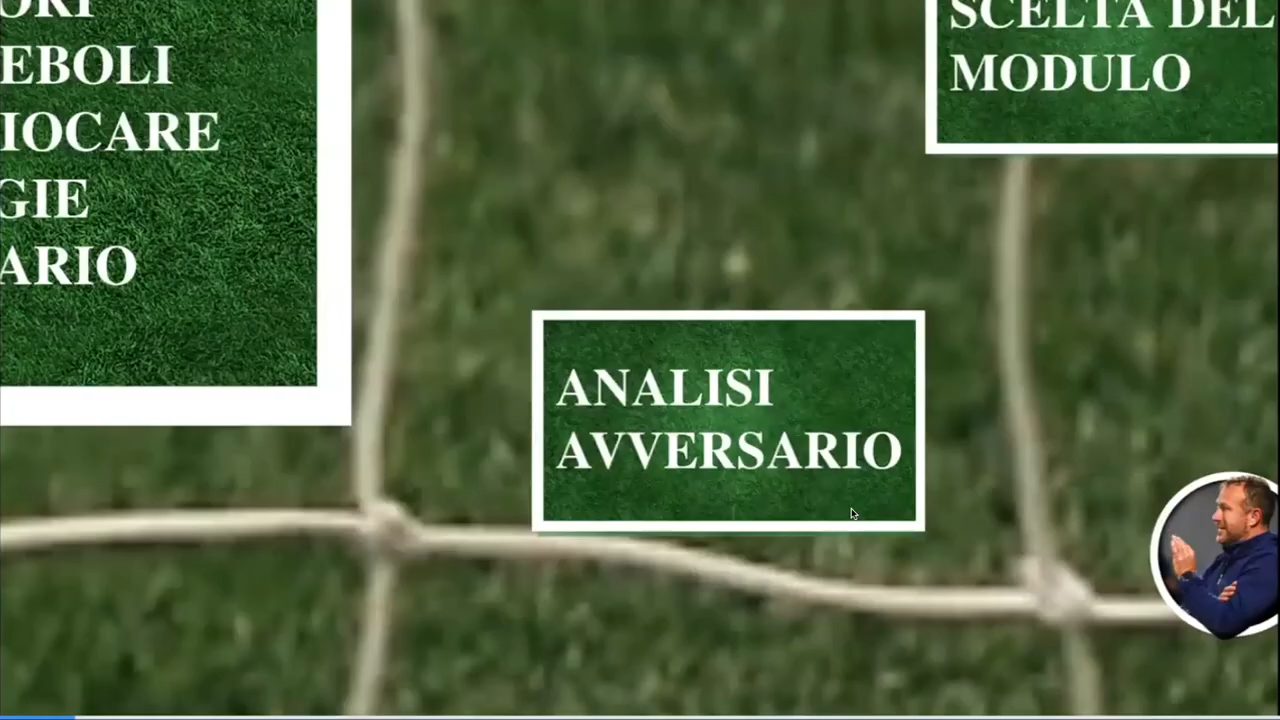 EBOLI
IOCARE
GIE
ARIO
SCELTA DEL
MODULO
ANALISI
AVVERSARIO